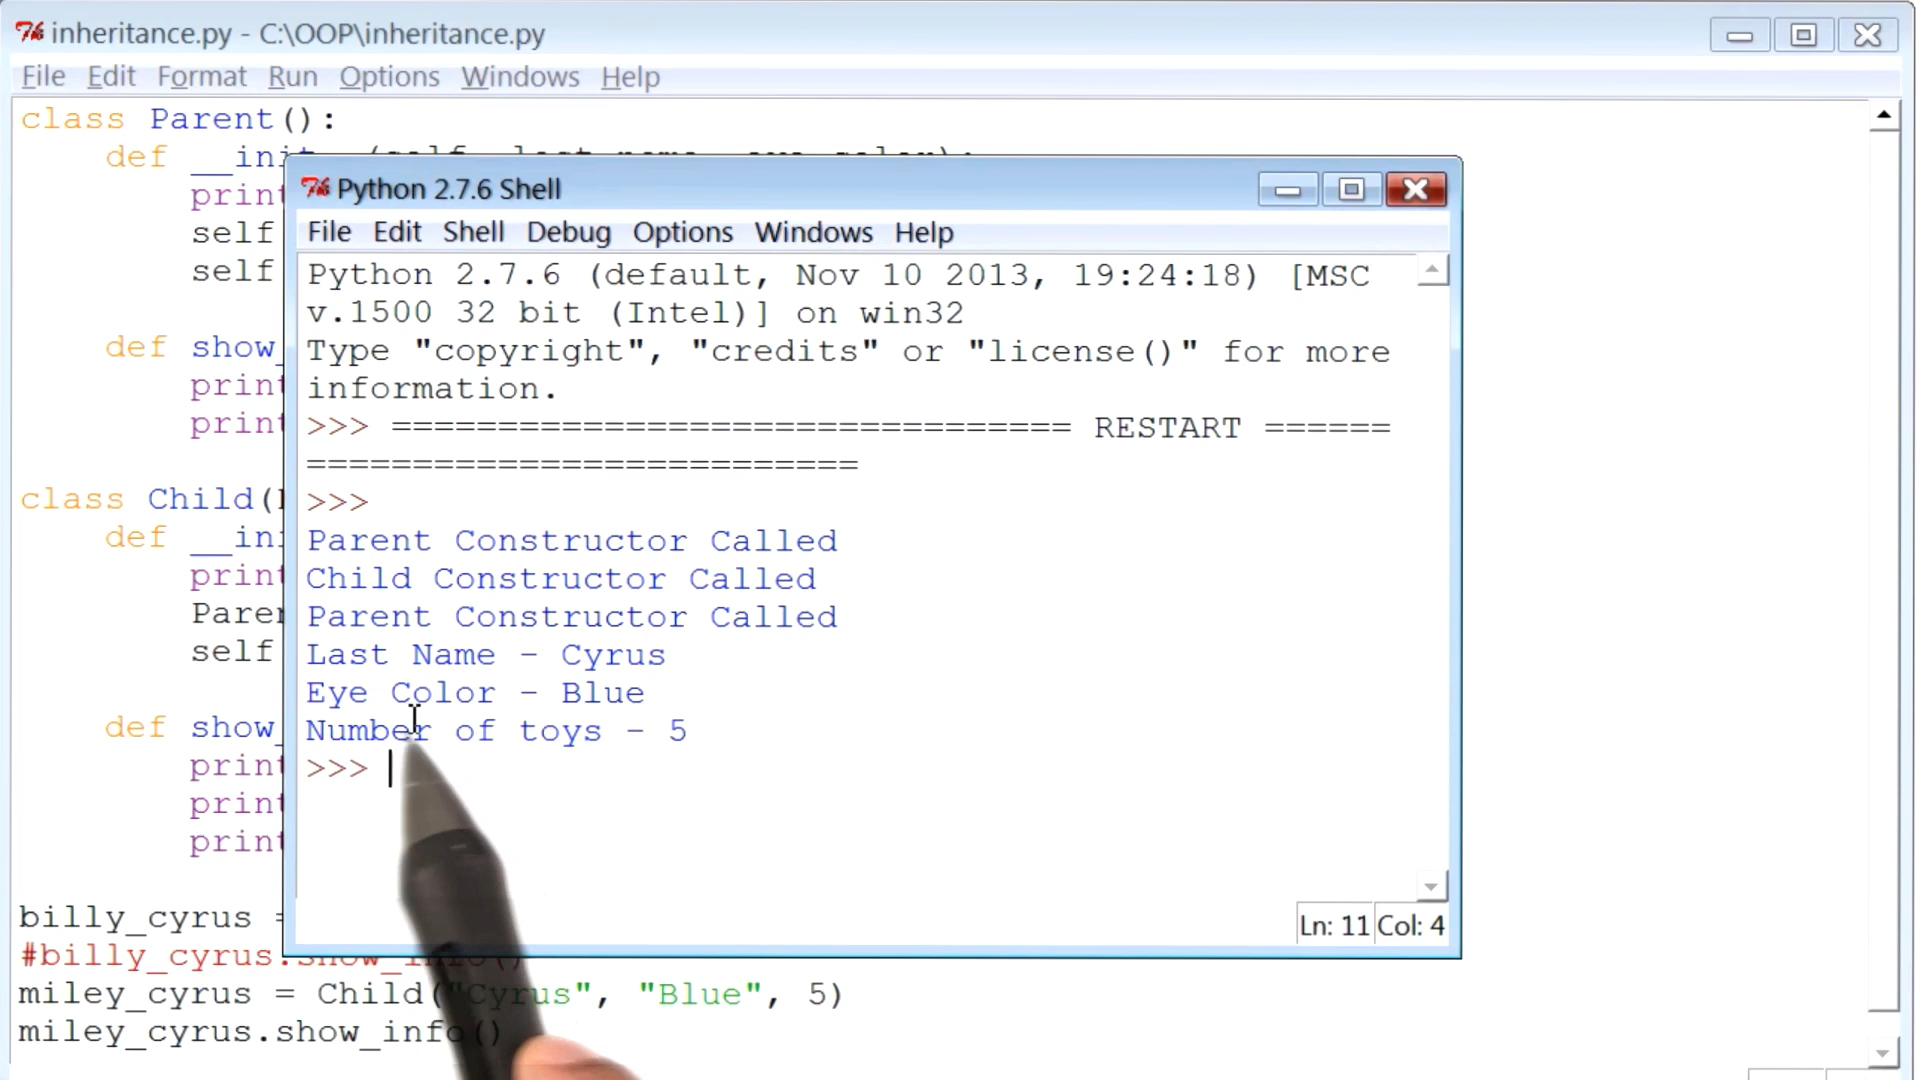 inheritance.py - C:\OOP\inheritance.py
File Edit Format Run Options Windows Help
class Parent():
def __init
print
self
self
def show_
print
print
class Child(
def
print
self
def show_
print
print
print
billy_cyrus =
#billy_cyrus.show_info()
miley_cyrus = Child("Cyrus", "Blue", 5)
miley_cyrus.show_info()
Python 2.7.6 Shell
File Edit Shell Debug Options Windows Help
Python 2.7.6 (default, Nov 10 2013, 19:24:18) [MSC
v.1500 32 bit (Intel)] on win32
Type "copyright", "credits" or "license()" for more
information.
>>> ================================ RESTART ======
==========================
>>>
Parent Constructor Called
Child Constructor Called
Parent Constructor Called
Last Name - Cyrus
Eye Color - Blue
Number of toys - 5
>>>
Ln: 11 Col: 4